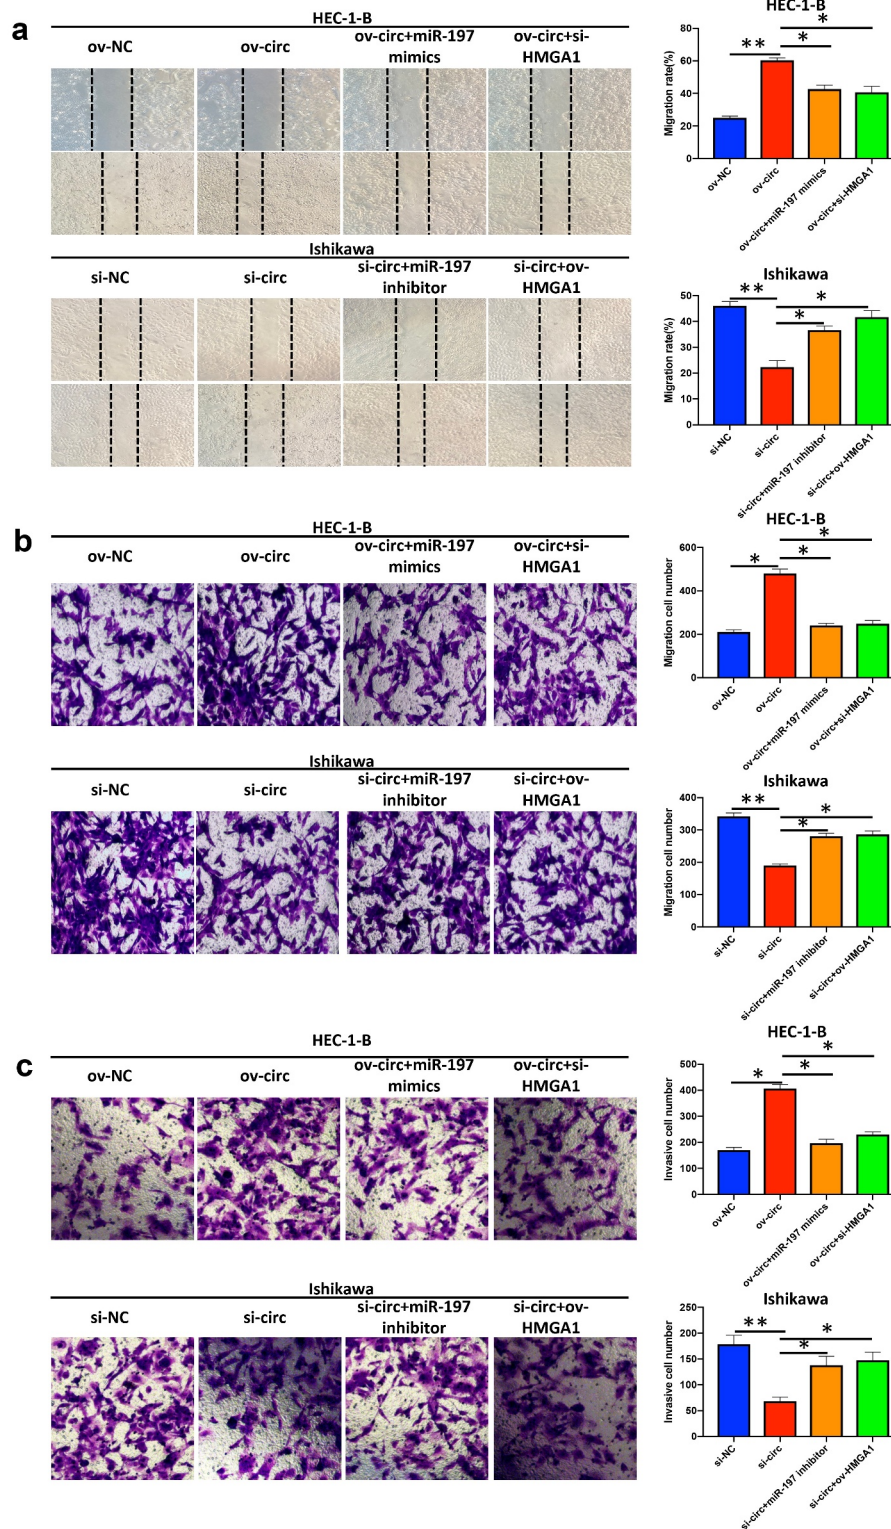 a
HEC-1-B
ov-NC
ov-circ
ov-circ+miR-197
mimics
ov-circ+si-
HMGA1
HEC-1-B
Migration rate(%)
80
60
40
20
0
**
*
*
ov-NC
ov-circ
ov-circ+miR-197 mimics
ov-circ+si-HMGA1
Ishikawa
si-NC
si-circ
si-circ+miR-197
inhibitor
si-circ+ov-
HMGA1
Ishikawa
Migration rate(%)
50
40
30
20
10
0
**
*
*
si-NC
si-circ
si-circ+miR-197 inhibitor
si-circ+ov-HMGA1
b
HEC-1-B
ov-NC
ov-circ
ov-circ+miR-197
mimics
ov-circ+si-
HMGA1
HEC-1-B
Migration cell number
600
400
200
0
*
*
*
ov-NC
ov-circ
ov-circ+miR-197 mimics
ov-circ+si-HMGA1
Ishikawa
si-NC
si-circ
si-circ+miR-197
inhibitor
si-circ+ov-
HMGA1
Ishikawa
Migration cell number
400
300
200
100
0
**
*
*
si-NC
si-circ
si-circ+miR-197 inhibitor
si-circ+ov-HMGA1
c
HEC-1-B
ov-NC
ov-circ
ov-circ+miR-197
mimics
ov-circ+si-
HMGA1
HEC-1-B
Invasive cell number
500
400
300
200
100
0
*
*
*
ov-NC
ov-circ
ov-circ+miR-197 mimics
ov-circ+si-HMGA1
Ishikawa
si-NC
si-circ
si-circ+miR-197
inhibitor
si-circ+ov-
HMGA1
Ishikawa
Invasive cell number
250
200
150
100
50
0
**
*
*
si-NC
si-circ
si-circ+miR-197 inhibitor
si-circ+ov-HMGA1